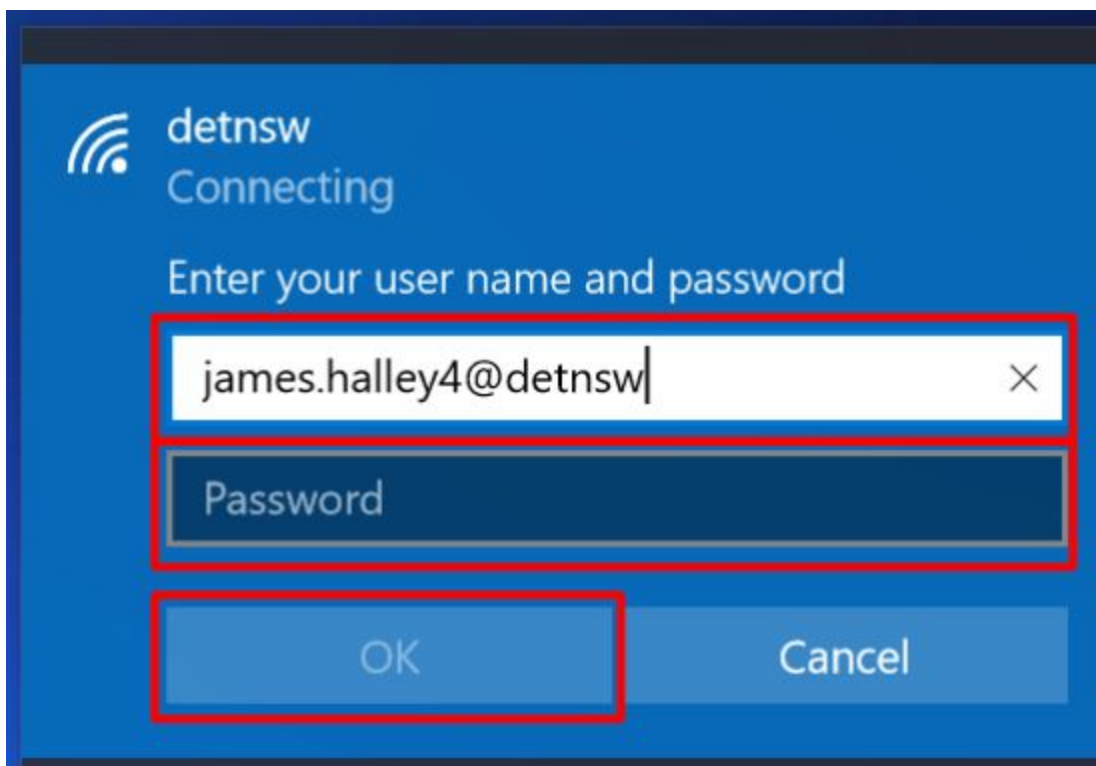 detnsw
Connecting
Enter your user name and password
james.halley4@detnsw
Password
OK
Cancel